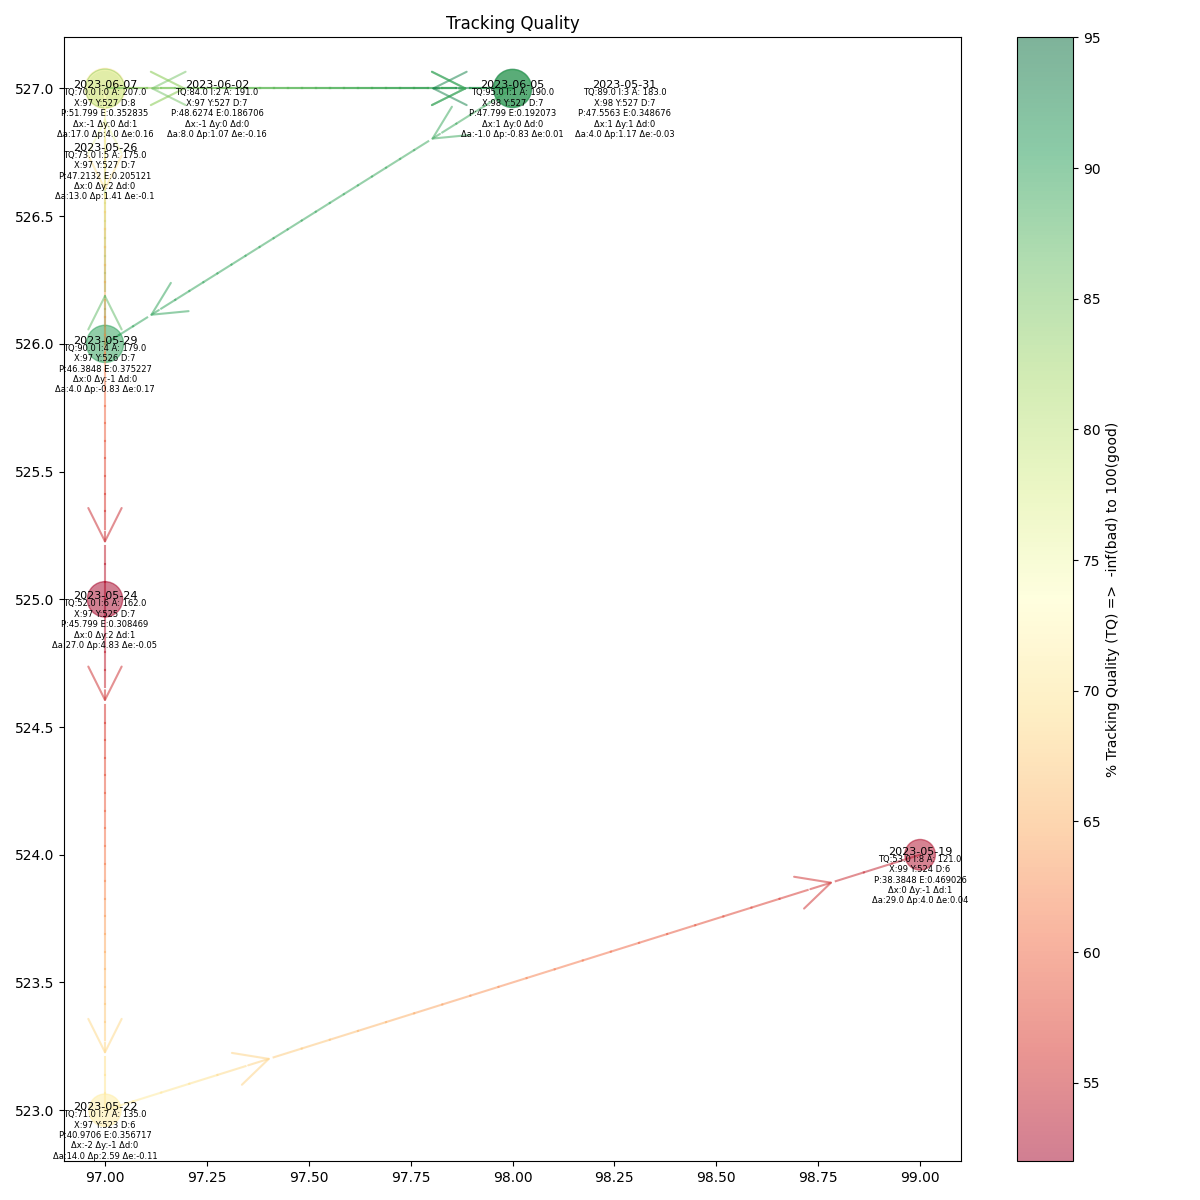 Tracking Quality
2023-06-07
TQ:70.0 I:0 A: 207.0
X:97 Y:527 D:8
P:51.799 E:0.352835
Δx:-1 Δy:0 Δd:1
Δa:17.0 Δp:4.0 Δe:0.16
2023-06-02
TQ:84.0 I:2 A: 191.0
X:97 Y:527 D:7
P:48.6274 E:0.186706
Δx:-1 Δy:0 Δd:0
Δa:8.0 Δp:1.07 Δe:-0.16
2023-06-05
TQ:95.0 I:1 A: 190.0
X:98 Y:527 D:7
P:47.799 E:0.192073
Δx:1 Δy:0 Δd:0
Δa:-1.0 Δp:-0.83 Δe:0.01
2023-05-31
TQ:89.0 I:3 A: 183.0
X:98 Y:527 D:7
P:47.5563 E:0.348676
Δx:1 Δy:1 Δd:0
Δa:4.0 Δp:1.17 Δe:-0.03
2023-05-26
TQ:73.0 I:5 A: 175.0
X:97 Y:527 D:7
P:47.2132 E:0.205121
Δx:0 Δy:2 Δd:0
Δa:13.0 Δp:1.41 Δe:-0.1
2023-05-29
TQ:90.0 I:4 A: 179.0
X:97 Y:526 D:7
P:46.3848 E:0.375227
Δx:0 Δy:-1 Δd:0
Δa:4.0 Δp:-0.83 Δe:0.17
2023-05-24
TQ:52.0 I:6 A: 162.0
X:97 Y:525 D:7
P:45.799 E:0.308469
Δx:0 Δy:2 Δd:1
Δa:27.0 Δp:4.83 Δe:-0.05
2023-05-19
TQ:53.0 I:8 A: 121.0
X:99 Y:524 D:6
P:38.3848 E:0.469026
Δx:0 Δy:-1 Δd:1
Δa:29.0 Δp:4.0 Δe:0.04
2023-05-22
TQ:71.0 I:7 A: 135.0
X:97 Y:523 D:6
P:40.9706 E:0.356717
Δx:-2 Δy:-1 Δd:0
Δa:14.0 Δp:2.59 Δe:-0.11
527.0
526.5
526.0
525.5
525.0
524.5
524.0
523.5
523.0
97.00
97.25
97.50
97.75
98.00
98.25
98.50
98.75
99.00
95
90
85
80
75
70
65
60
55
% Tracking Quality (TQ) => -inf(bad) to 100(good)